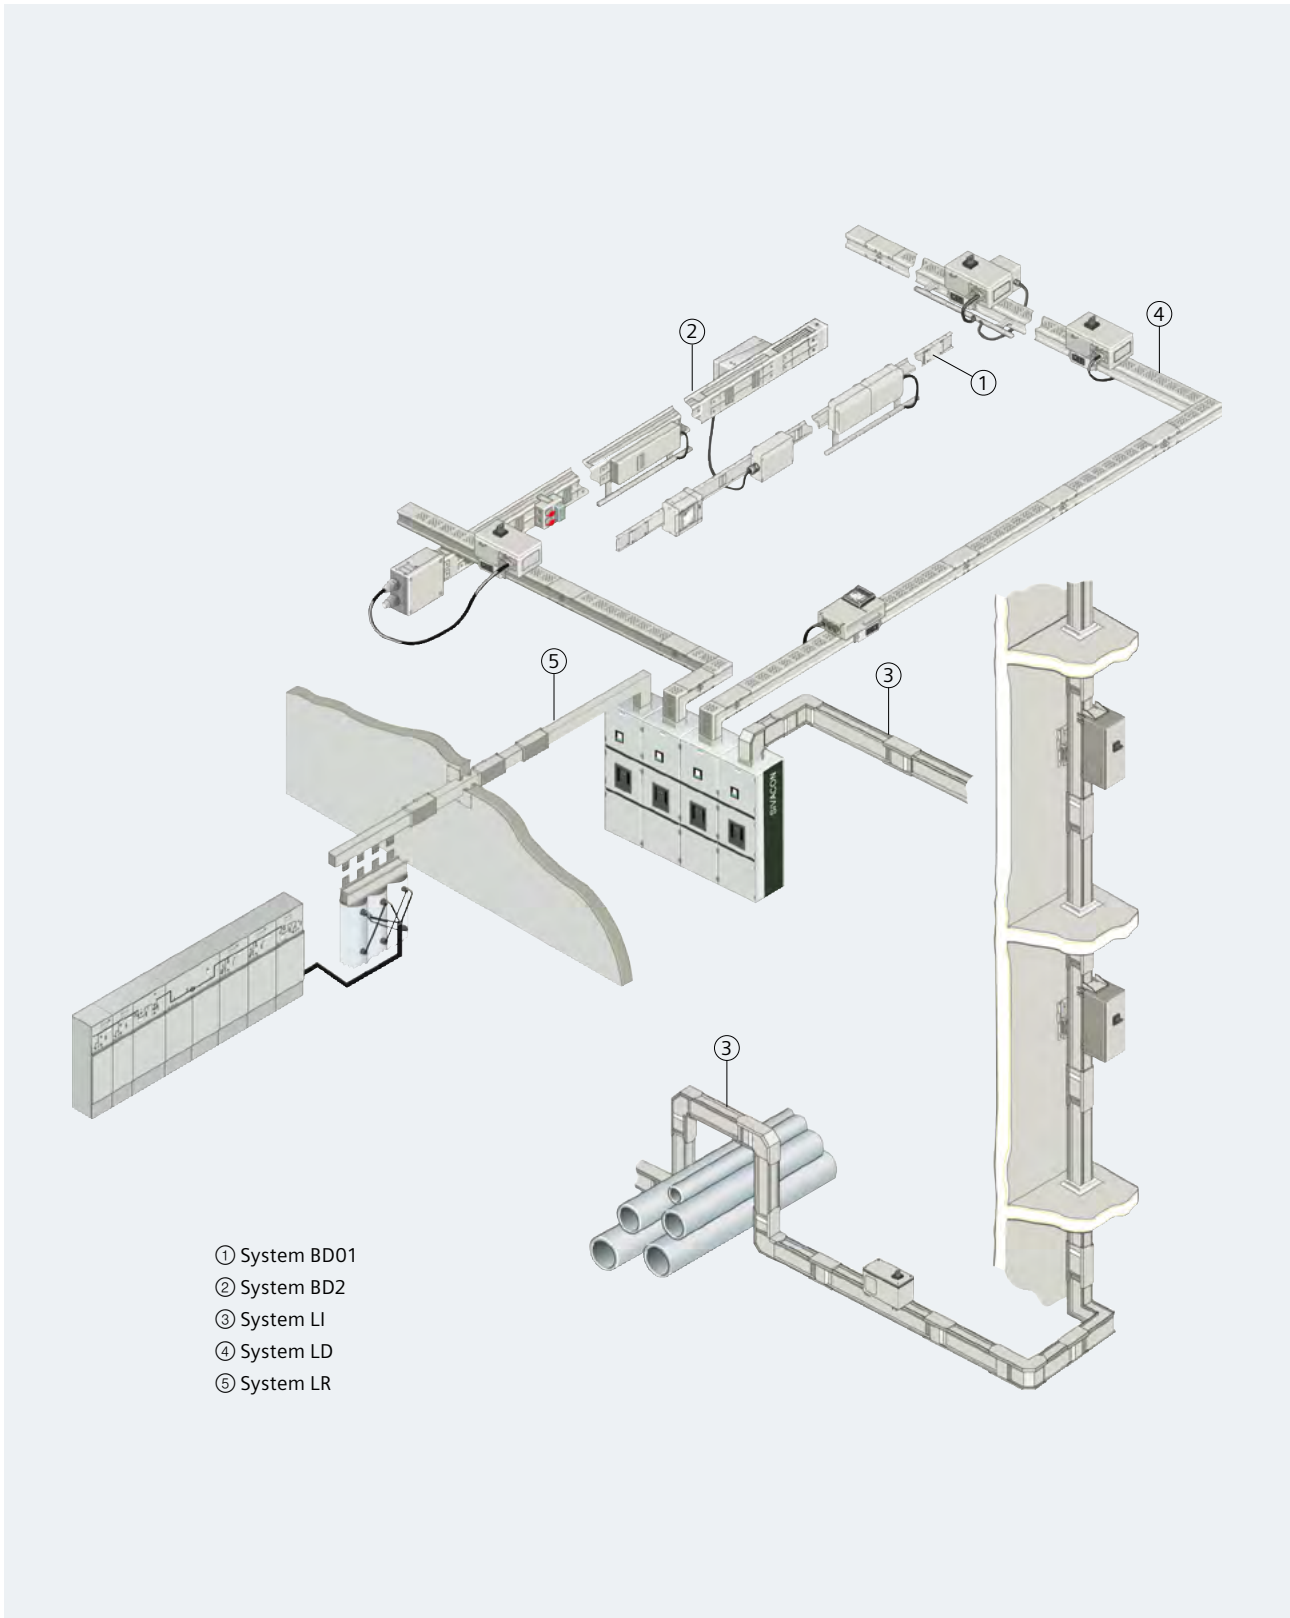 ④
②
①
⑤
③
SIVACON
③
① System BD01
② System BD2
③ System LI
④ System LD
⑤ System LR